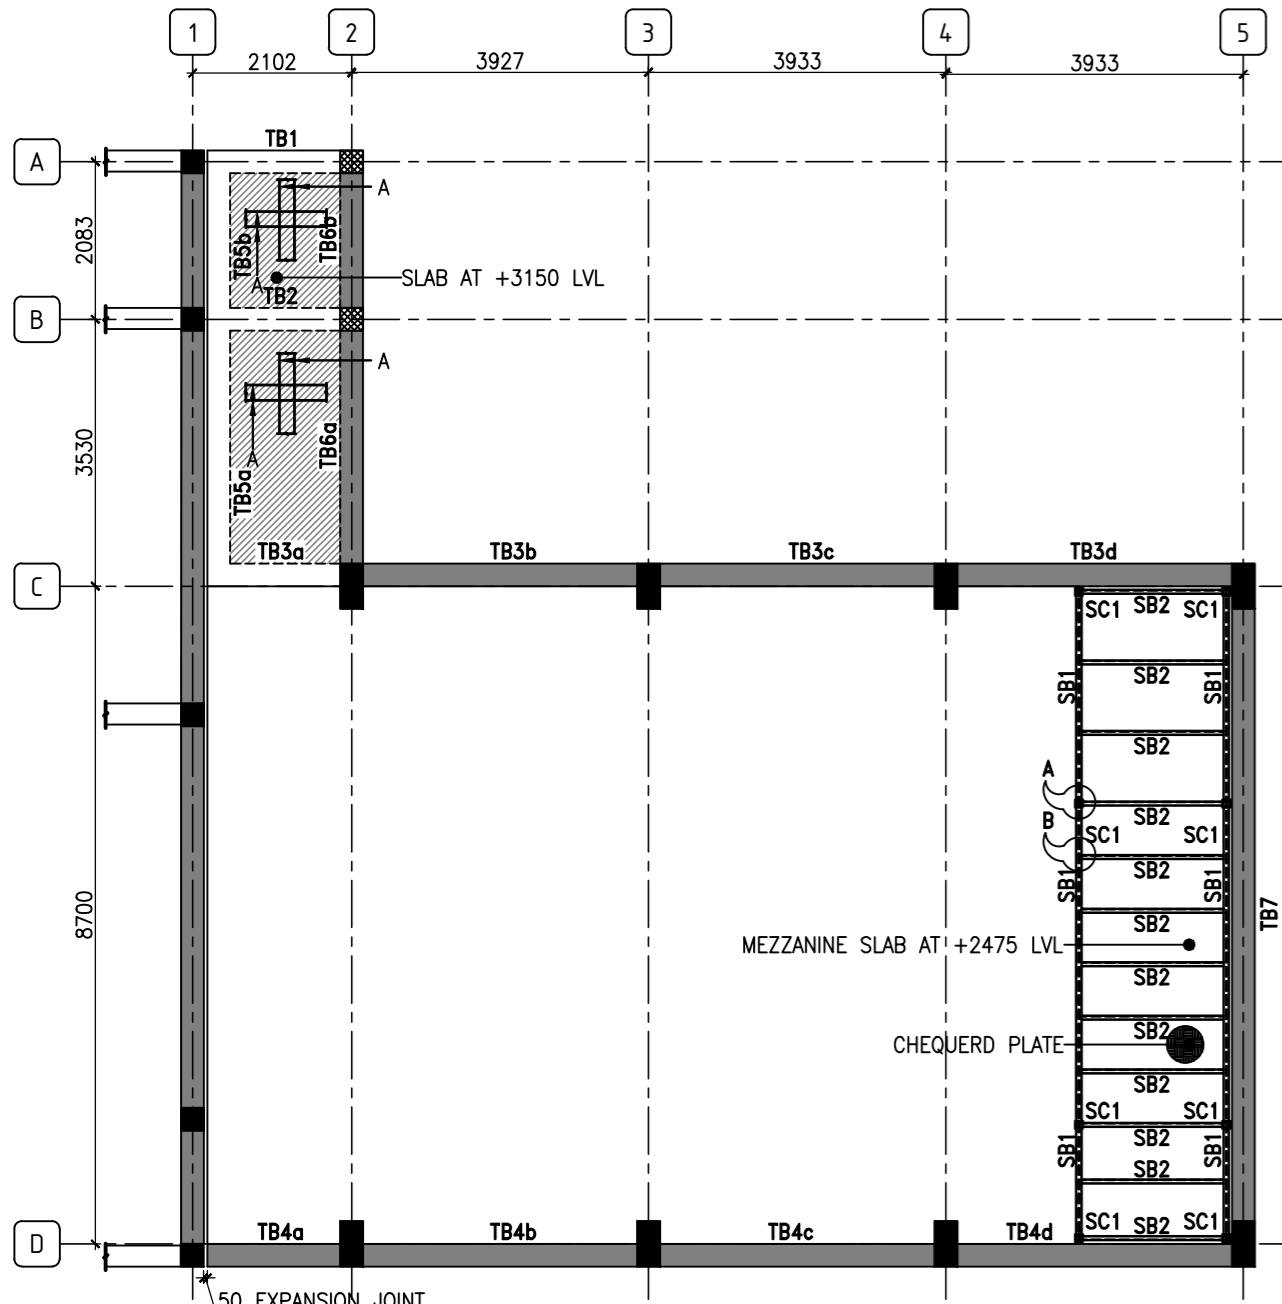 1
2
3
4
5
2102
3927
3933
3933
TB1
A
A
2083
TB5b
TB6b
A
SLAB AT +3150 LVL
TB2
B
A
3530
TB6a
A
TB5a
TB3a
TB3b
TB3c
TB3d
C
SC1
SB2
SC1
SB1
SB2
SB1
SB2
A
SB2
B
SC1
SC1
SB1
SB2
SB1
8700
TB7
SB2
MEZZANINE SLAB AT +2475 LVL
SB2
SB2
CHEQUERD PLATE
SB2
SC1
SC1
SB1
SB2
SB1
SB2
TB4a
TB4b
TB4c
TB4d
SC1
SB2
SC1
D
50 EXPANSION JOINT